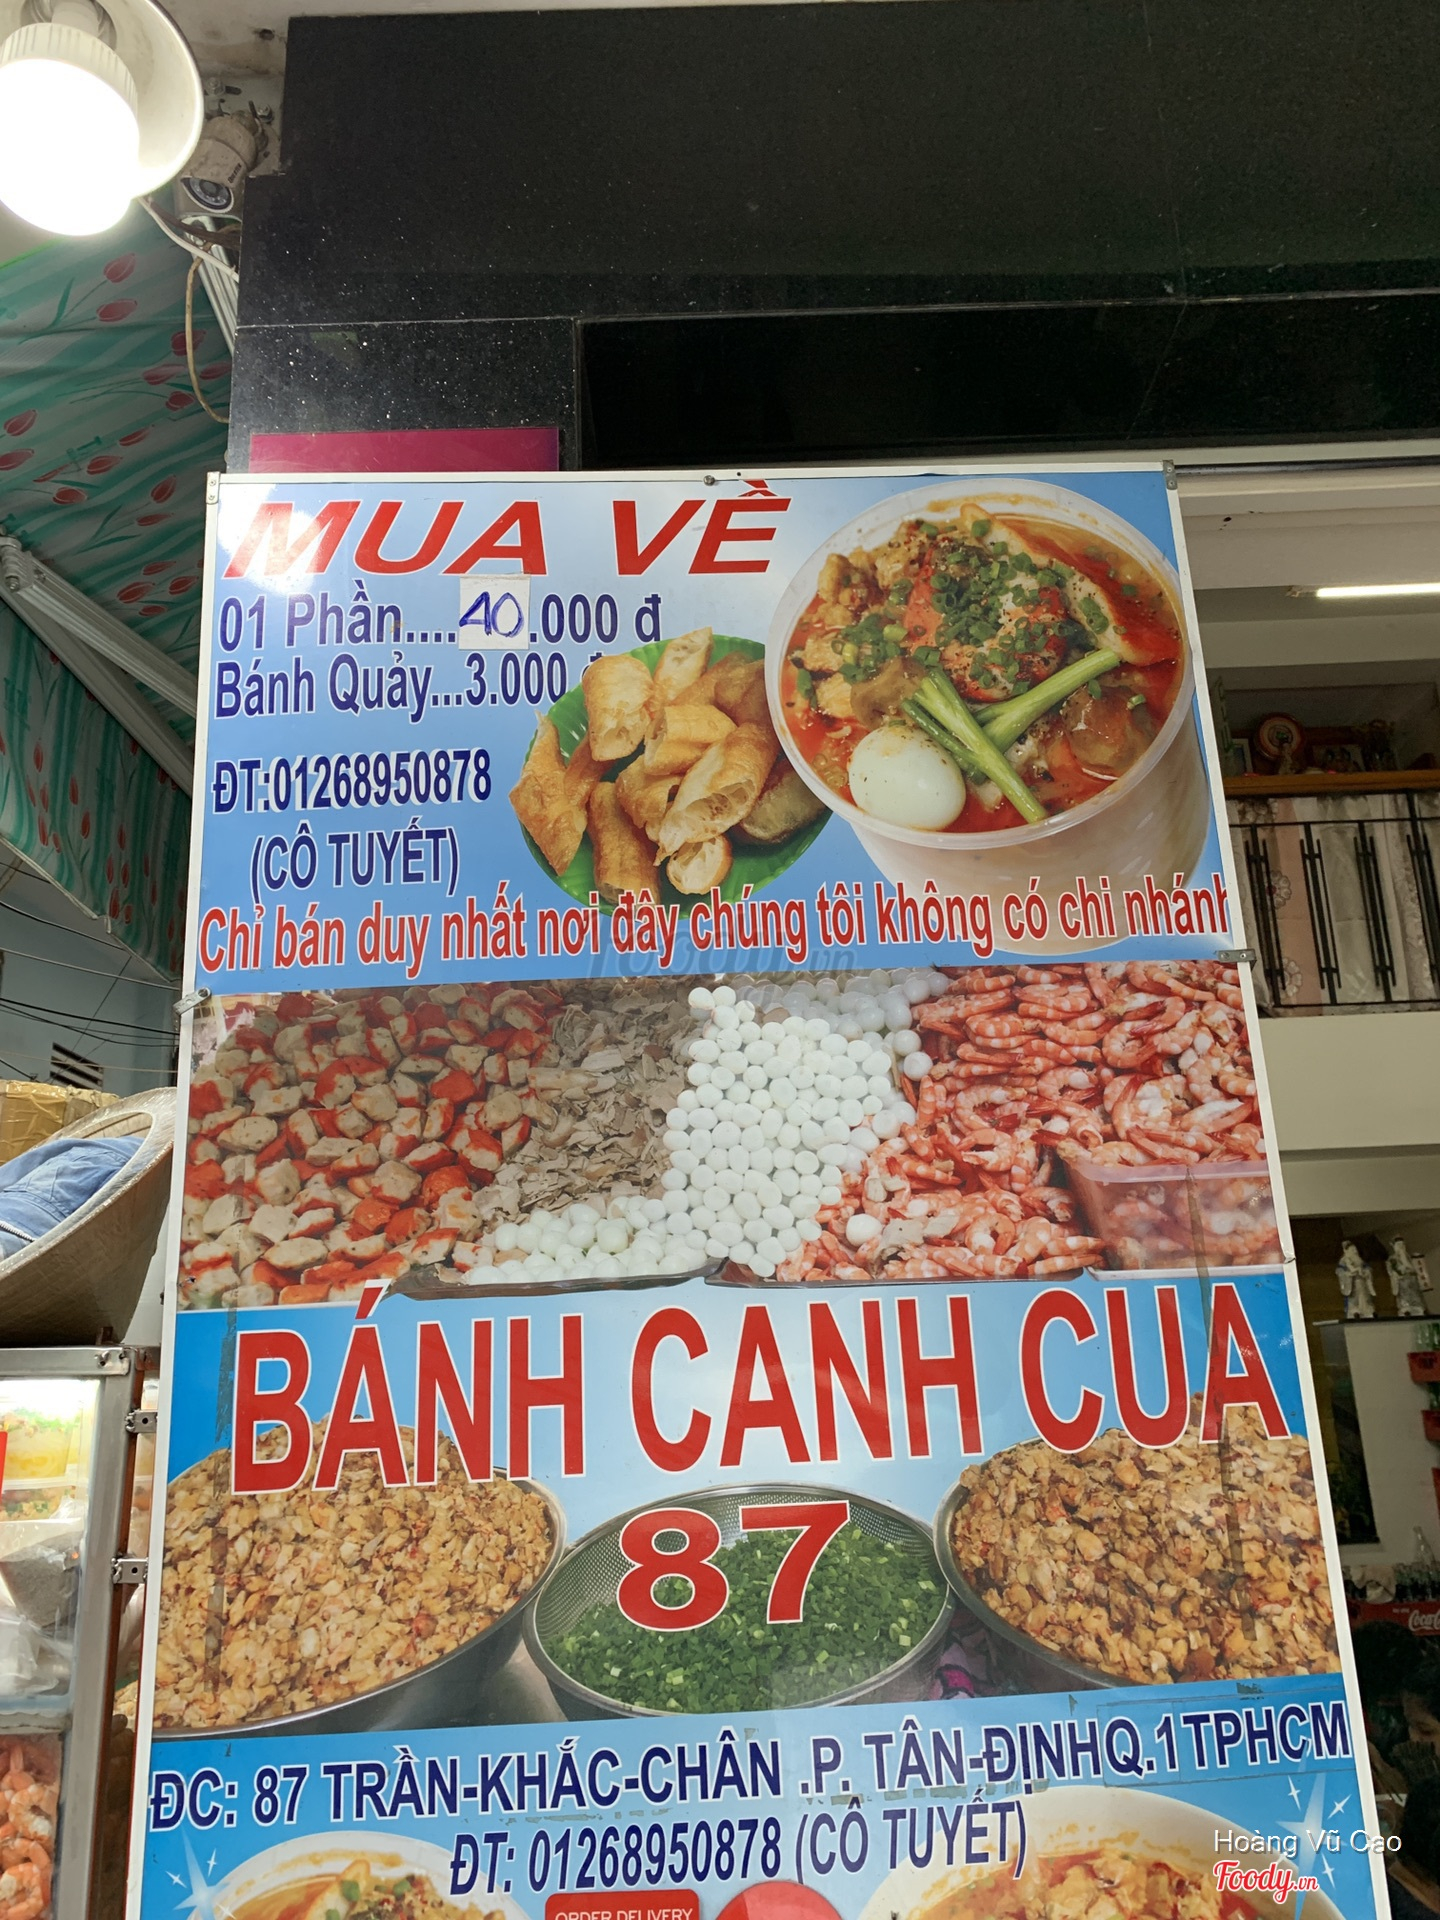 MUA VỀ
01 Phần....40.000 đ
Bánh Quảy...3.000
ĐT:01268950878
(CÔ TUYẾT)
Chỉ bán duy nhất nơi đây chúng tôi không có chi nhánh
BÁNH CANH CUA
87
ĐC: 87 TRẦN-KHẮC-CHÂN .P. TÂN-ĐỊNHQ.1TPHCM
ĐT: 01268950878 (CÔ TUYẾT)
ORDER DELIVERY
Hoàng Vũ Cao
Foody.vn